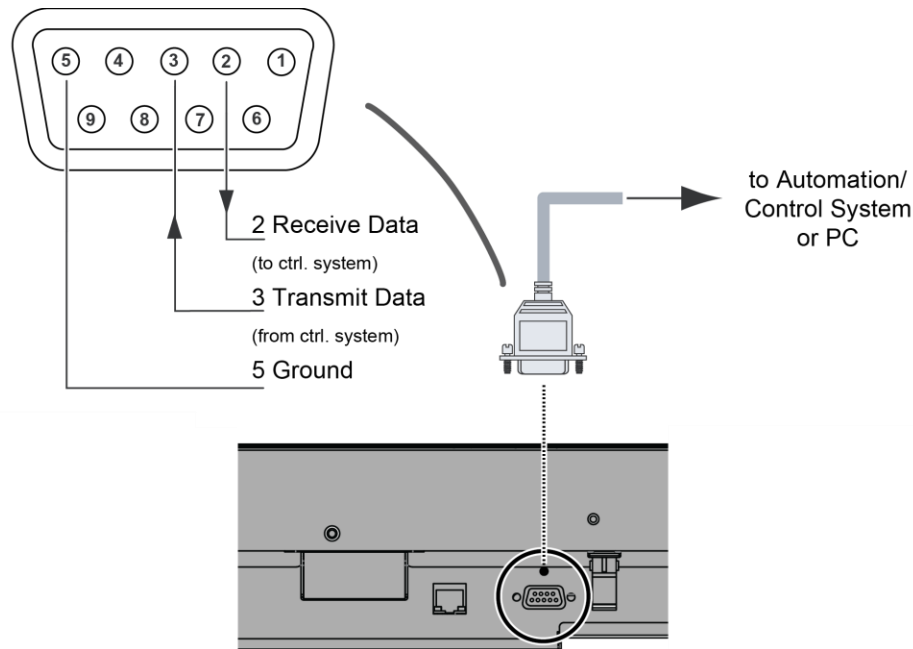 5 4 3 2 1
9 8 7 6
2 Receive Data
(to ctrl. system)
3 Transmit Data
(from ctrl. system)
5 Ground
to Automation/
Control System
or PC